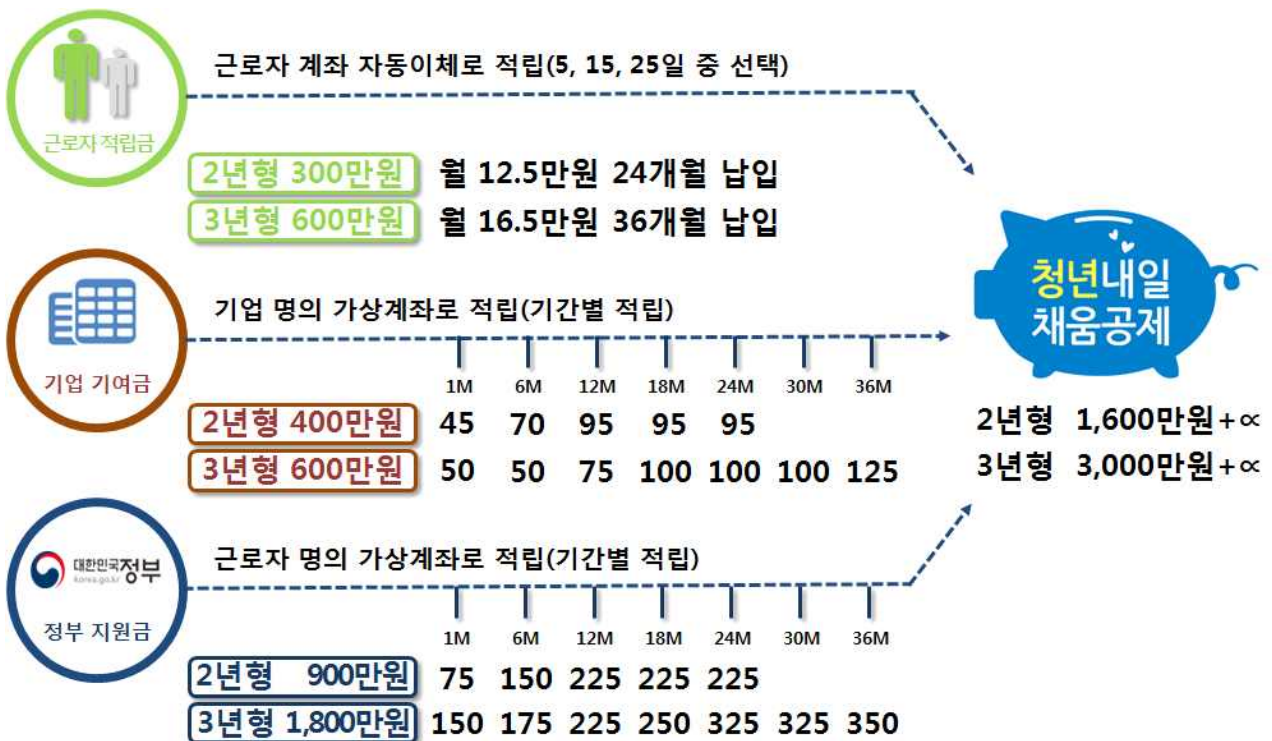 근로자 계좌 자동이체로 적립(5, 15, 25일 중 선택)
근로자 적립금
2년형 300만원 월 12.5만원 24개월 납입
3년형 600만원 월 16.5만원 36개월 납입
청년내일
채움공제
기업 명의 가상계좌로 적립(기간별 적립)
기업 기여금
1M 6M 12M 18M 24M 30M 36M
2년형 400만원 45 70 95 95 95
3년형 600만원 50 50 75 100 100 100 125
2년형 1,600만원+∝
3년형 3,000만원+∝
근로자 명의 가상계좌로 적립(기간별 적립)
대한민국정부
korea.go.kr
정부 지원금
1M 6M 12M 18M 24M 30M 36M
2년형 900만원 75 150 225 225 225
3년형 1,800만원 150 175 225 250 325 325 350